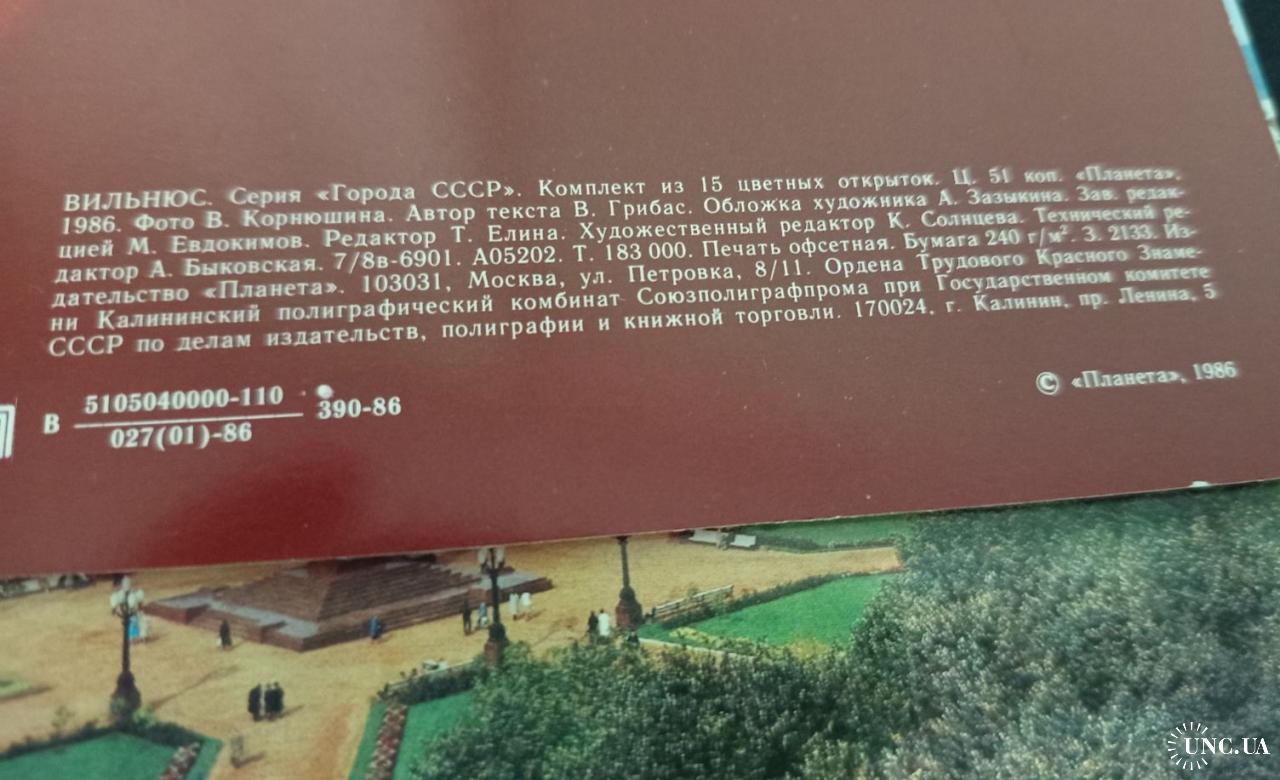 ВИЛЬНЮС. Серия «Города СССР». Комплект из 15 цветных открыток. Ц. 51 коп. «Планета».
1986. Фото В. Корнюшина. Автор текста В. Грибас. Обложка художника А. Зазыкина. Зав. редак-
цией М. Евдокимов. Редактор Т. Елина. Художественный редактор К. Солнцева. Технический ре-
дактор А. Быковская. 7/8в-6901. А05202. Т. 183 000. Печать офсетная. Бумага 240 г/м². З. 2133. Из-
дательство «Планета». 103031, Москва, ул. Петровка, 8/11. Ордена Трудового Красного Знаме-
ни Калининский полиграфический комбинат Союзполиграфпрома при Государственном комитете
СССР по делам издательств, полиграфии и книжной торговли. 170024, г. Калинин, пр. Ленина, 5
© «Планета», 1986
В 5105040000-110 390-86
027(01)-86
UNC.UA